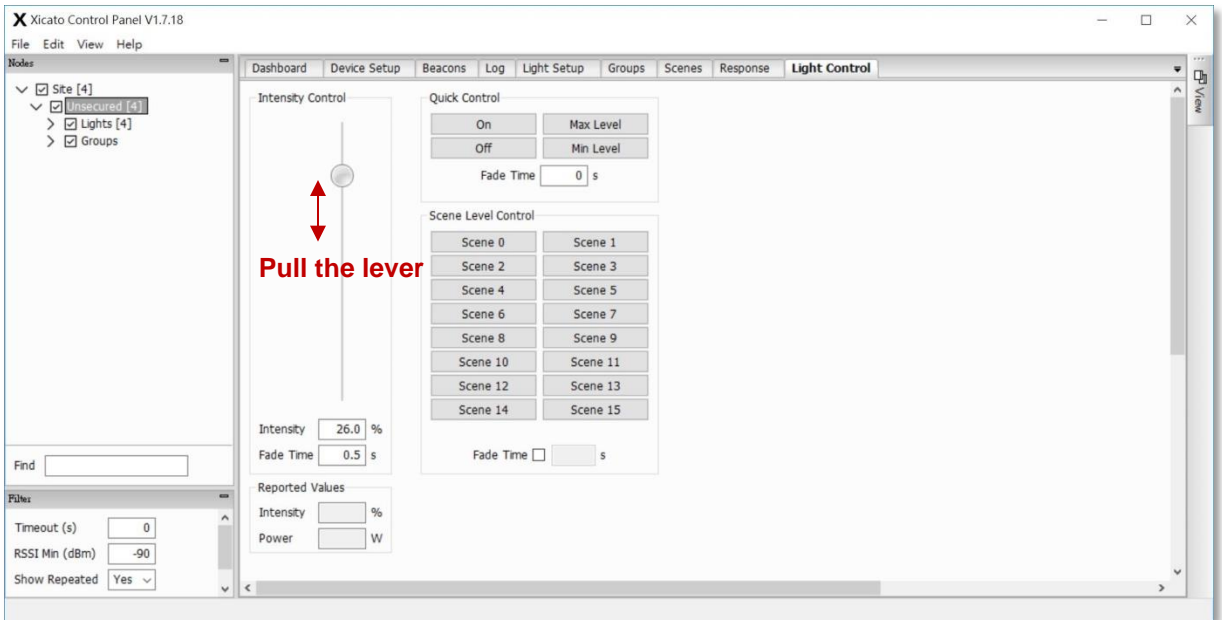 X Xicato Control Panel V1.7.18
File Edit View Help
Nodes
Site [4]
Unsecured [4]
Lights [4]
Groups
Find
Filter
Timeout (s) 0
RSSI Min (dBm) -90
Show Repeated Yes
Dashboard Device Setup Beacons Log Light Setup Groups Scenes Response Light Control
Intensity Control
Pull the lever
Intensity 26.0 %
Fade Time 0.5 s
Reported Values
Intensity %
Power W
Quick Control
On Max Level
Off Min Level
Fade Time 0 s
Scene Level Control
Scene 0 Scene 1
Scene 2 Scene 3
Scene 4 Scene 5
Scene 6 Scene 7
Scene 8 Scene 9
Scene 10 Scene 11
Scene 12 Scene 13
Scene 14 Scene 15
Fade Time s
View